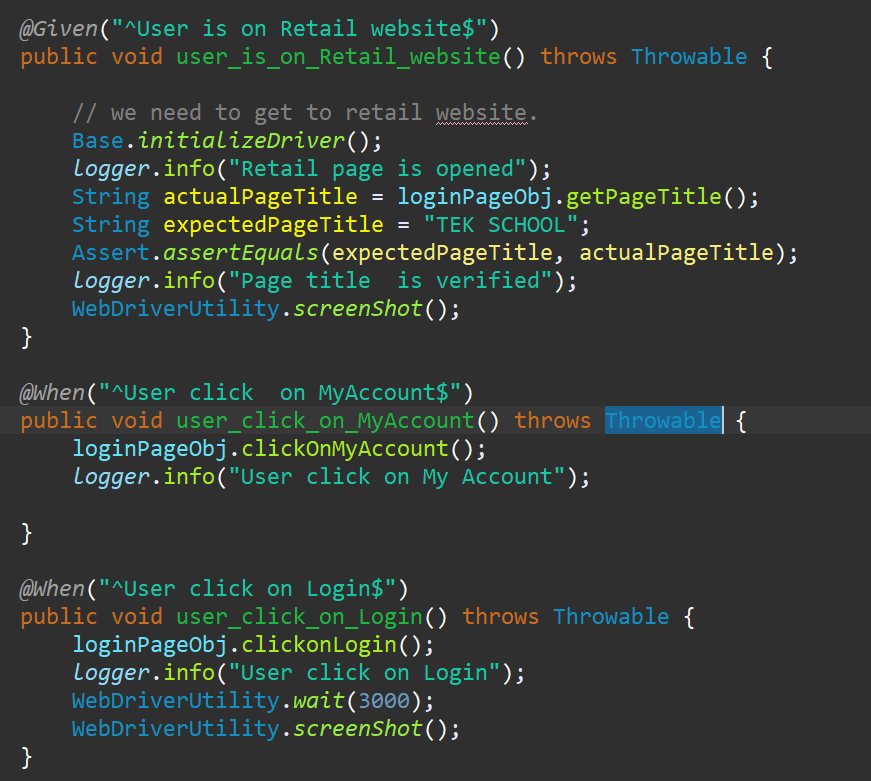 @Given("^User is on Retail website$")
public void user_is_on_Retail_website() throws Throwable {
// we need to get to retail website.
Base.initializeDriver();
logger.info("Retail page is opened");
String actualPageTitle = loginPageObj.getPageTitle();
String expectedPageTitle = "TEK SCHOOL";
Assert.assertEquals(expectedPageTitle, actualPageTitle);
logger.info("Page title  is verified");
WebDriverUtility.screenShot();
}
@When("^User click  on MyAccount$")
public void user_click_on_MyAccount() throws Throwable {
loginPageObj.clickOnMyAccount();
logger.info("User click on My Account");
}
@When("^User click on Login$")
public void user_click_on_Login() throws Throwable {
loginPageObj.clickonLogin();
logger.info("User click on Login");
WebDriverUtility.wait(3000);
WebDriverUtility.screenShot();
}